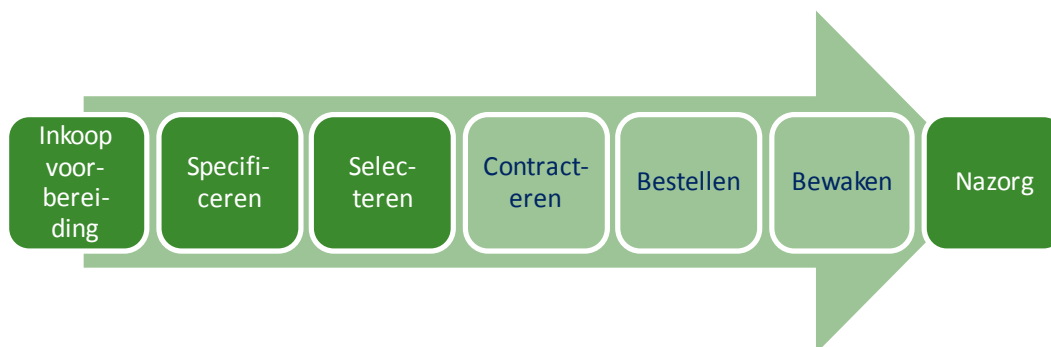 Inkoop
voor-
berei-
ding
Specifi-
ceren
Selec-
teren
Contract-
eren
Bestellen
Bewaken
Nazorg